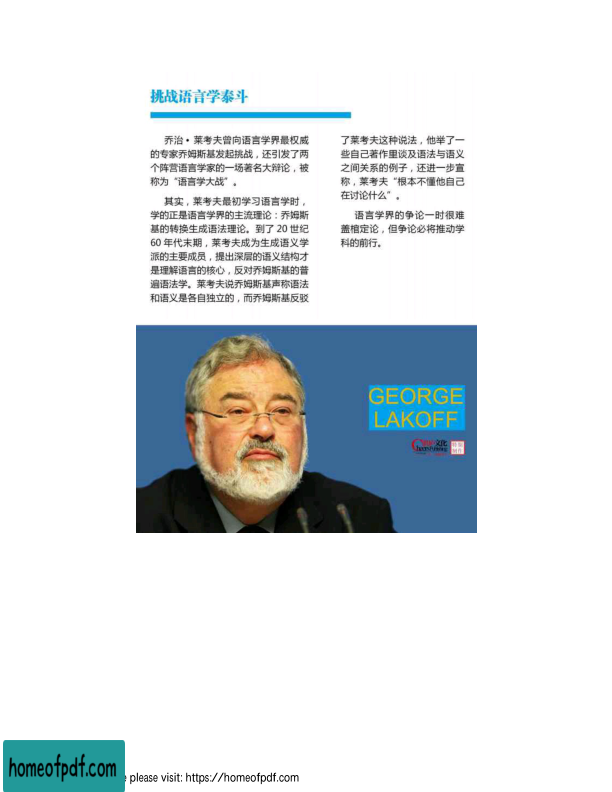 挑战语言学泰斗
乔治·莱考夫曾向语言学界最权威
的专家乔姆斯基发起挑战，还引发了两
个阵营语言学家的一场著名大辩论，被
称为“语言学大战”。
其实，莱考夫最初学习语言学时，
学的正是语言学界的主流理论：乔姆斯
基的转换生成语法理论。到了 20 世纪
60 年代末期，莱考夫成为生成语义学
派的主要成员，提出深层的语义结构才
是理解语言的核心，反对乔姆斯基的普
遍语法学。莱考夫说乔姆斯基声称语法
和语义是各自独立的，而乔姆斯基反驳
了莱考夫这种说法，他举了一
些自己著作里谈及语法与语义
之间关系的例子，还进一步宣
称，莱考夫“根本不懂他自己
在讨论什么”。
语言学界的争论一时很难
盖棺定论，但争论必将推动学
科的前行。
GEORGE
LAKOFF
文化
homeofpdf.com
please visit: https://homeofpdf.com